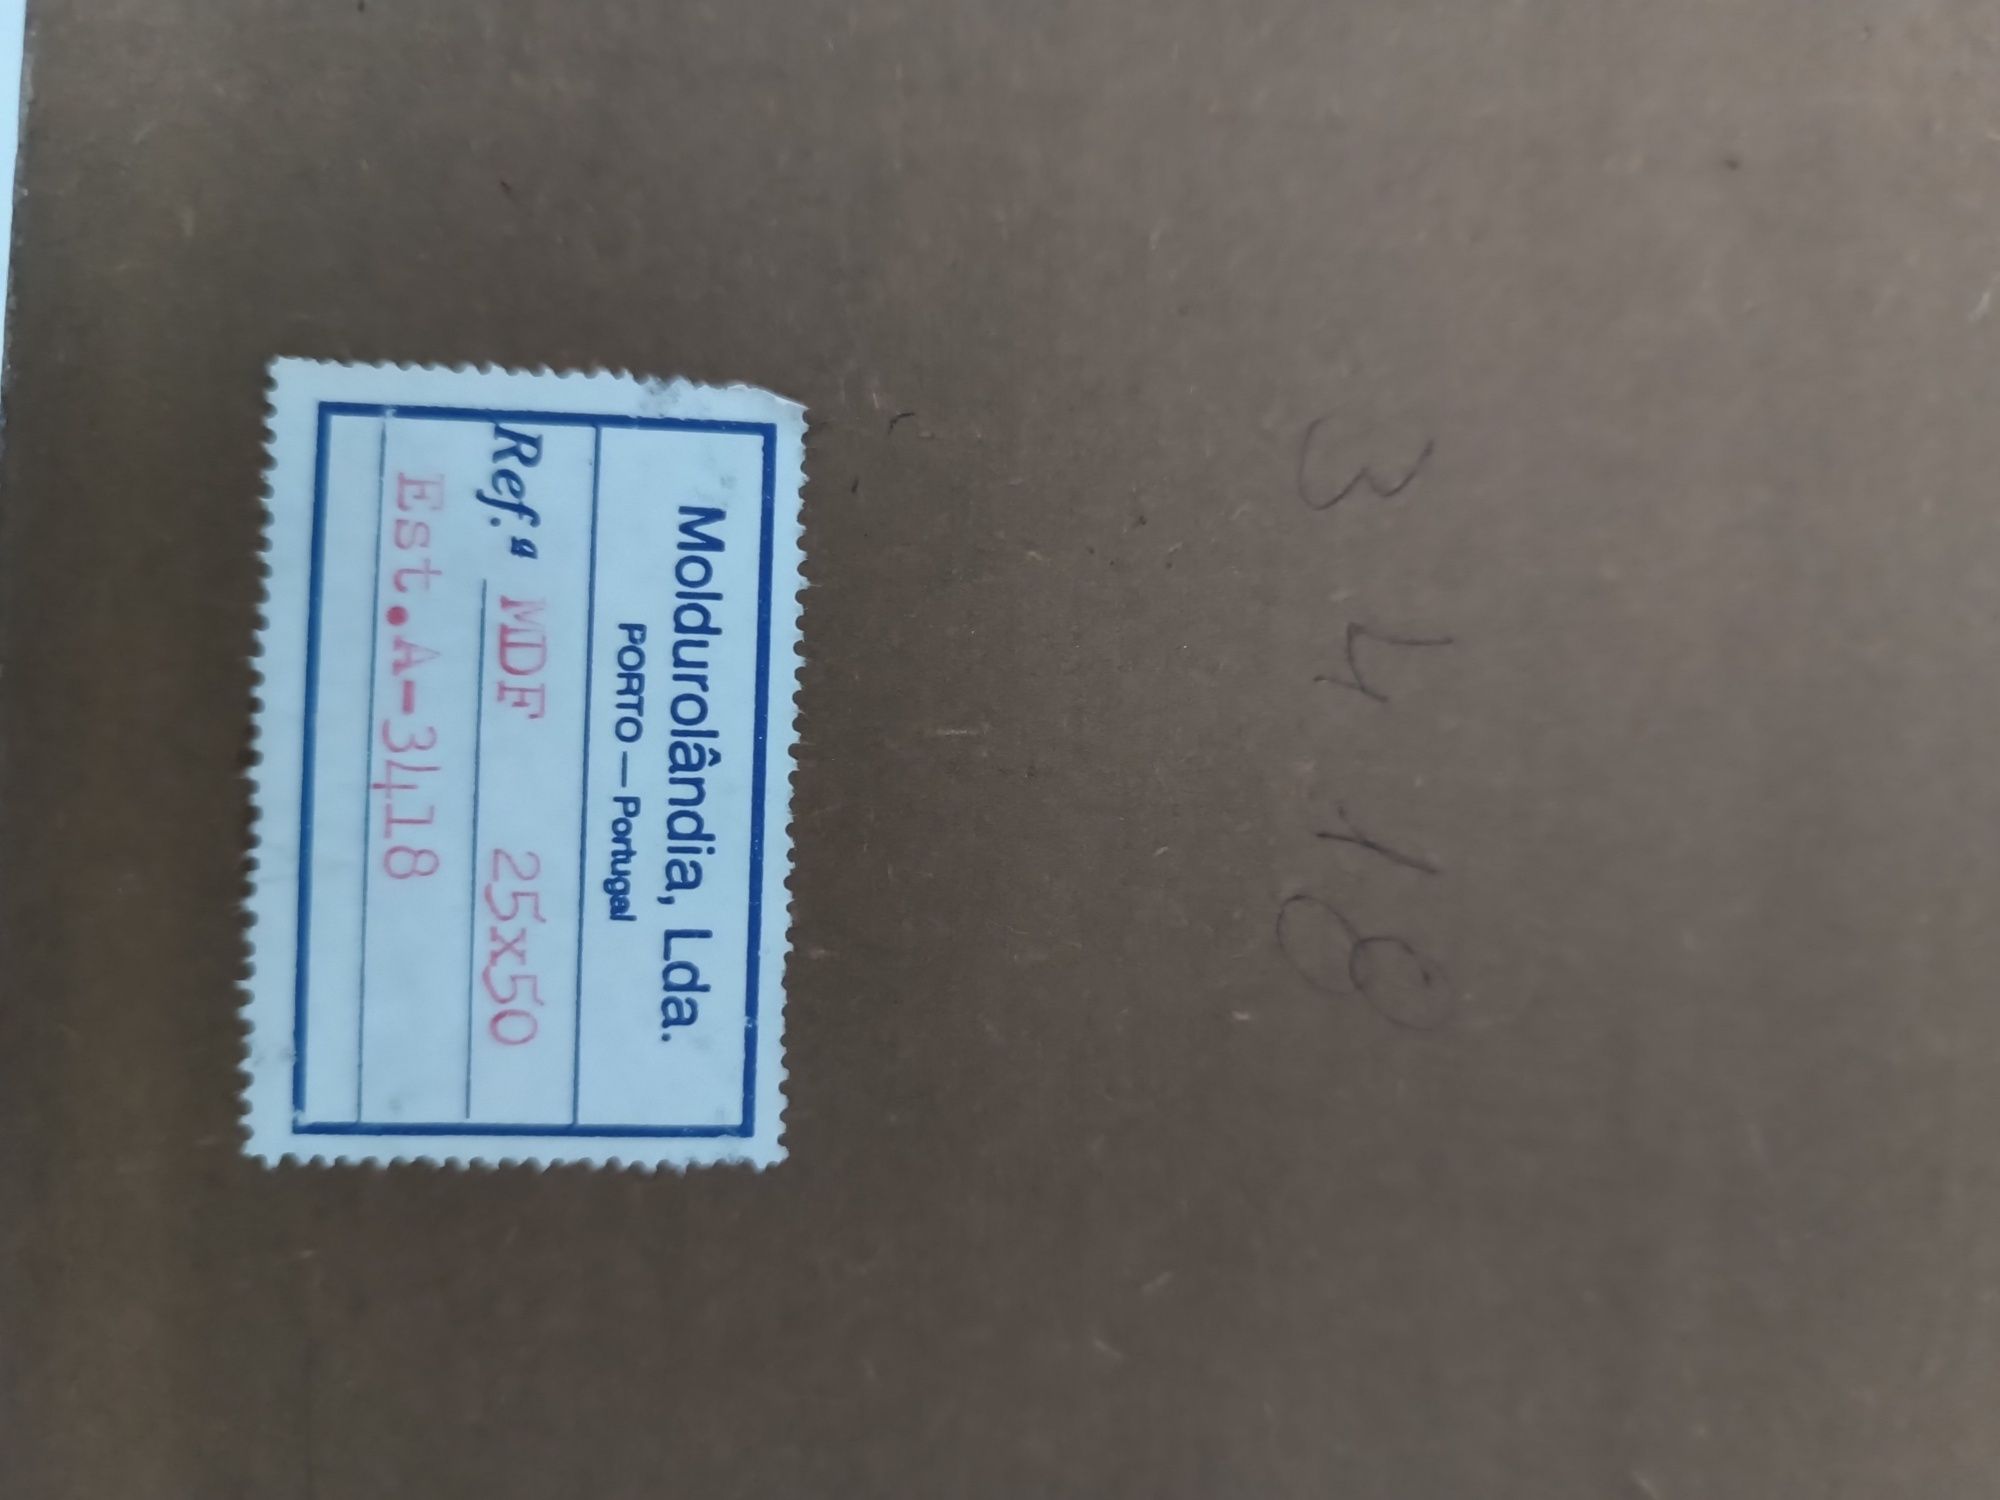 Moldurolândia, Lda.
PORTO — Portugal
Ref.ª MDF 25x50
Est.A-3418
3418